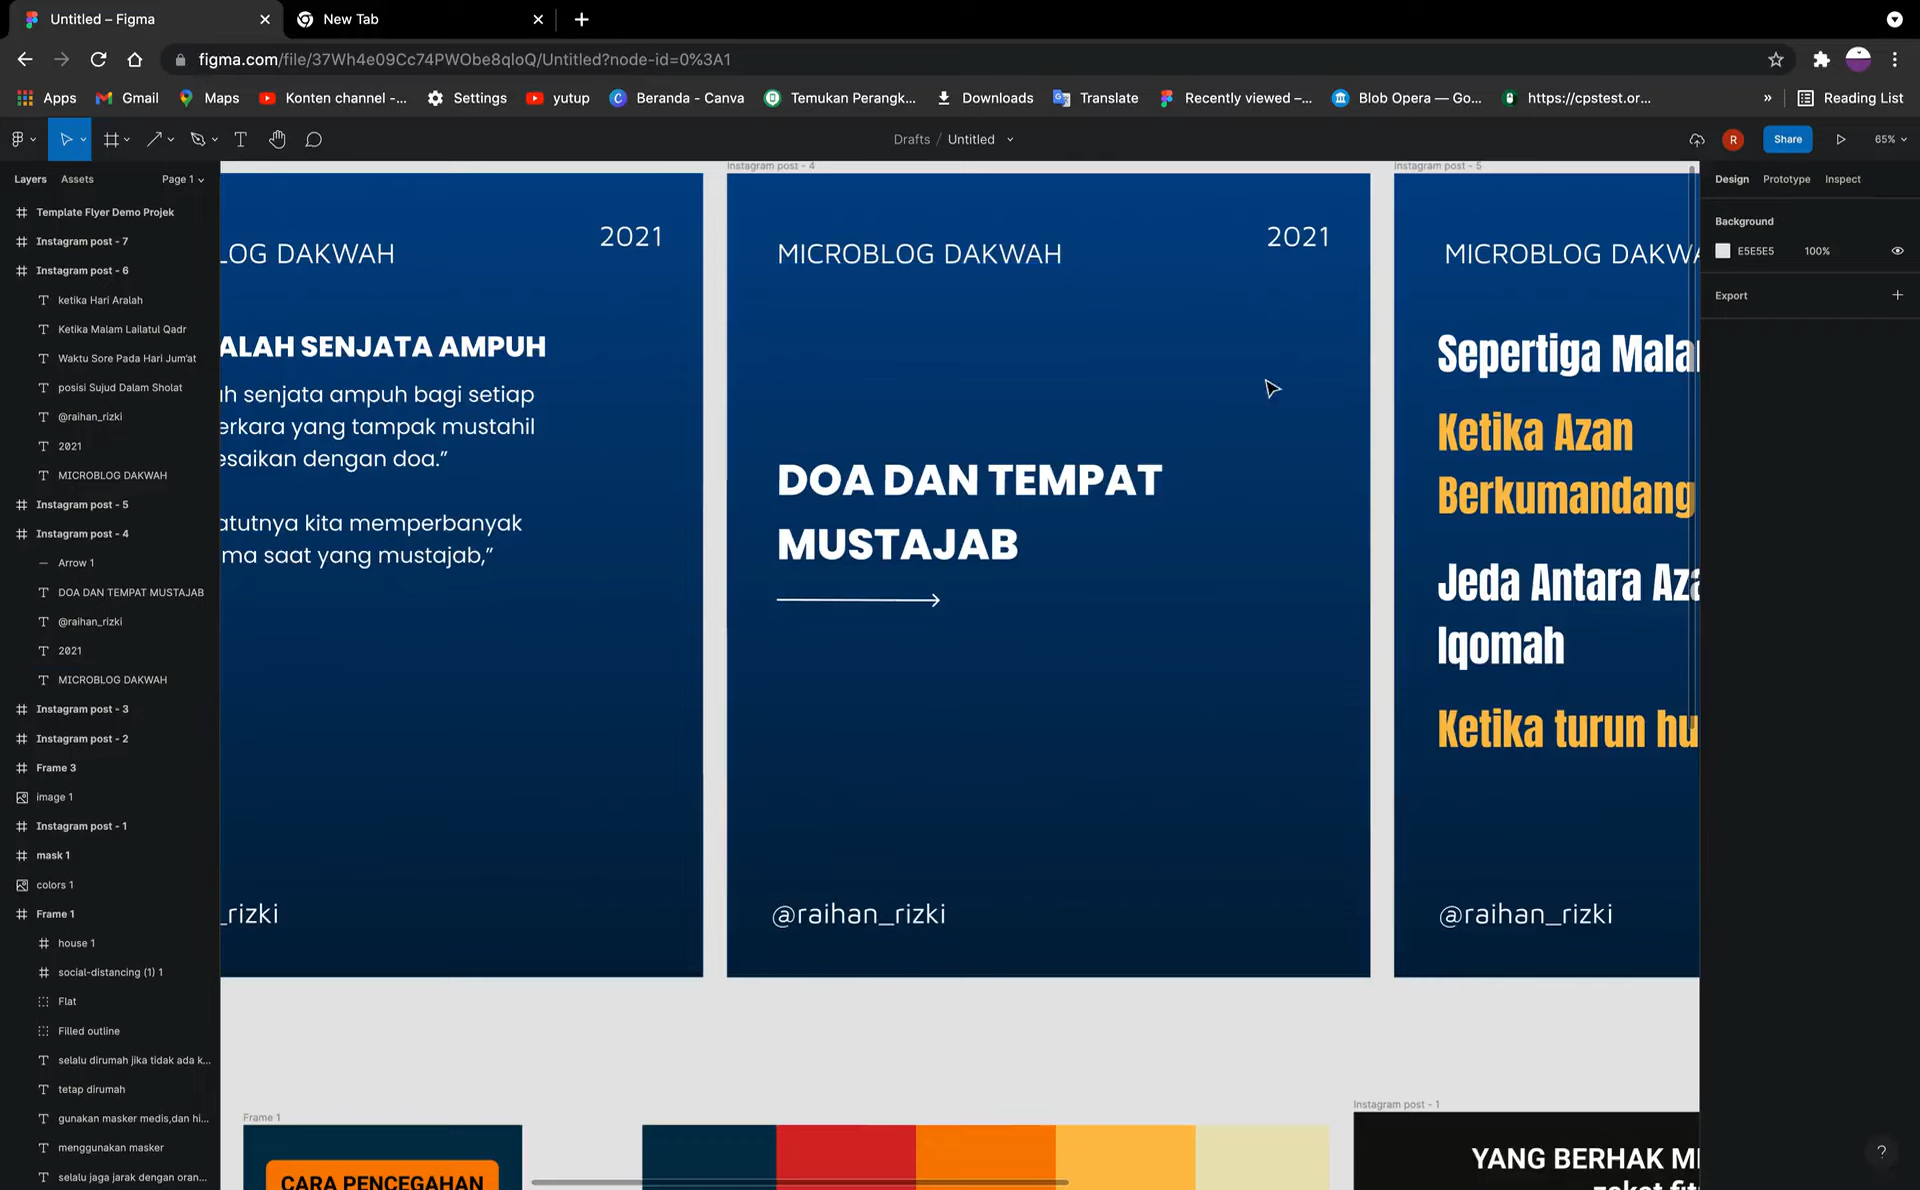 Untitled – Figma
New Tab
figma.com/file/37Wh4e09Cc74PWObe8qloQ/Untitled?node-id=0%3A1
Apps
Gmail
Maps
Konten channel -...
Settings
yutup
Beranda - Canva
Temukan Perangk...
Downloads
Translate
Recently viewed –...
Blob Opera — Go...
https://cpstest.or...
»
Reading List
Drafts / Untitled
R
Share
65%
Layers
Assets
Page 1
Template Flyer Demo Projek
Instagram post - 7
Instagram post - 6
ketika Hari Aralah
Ketika Malam Lailatul Qadr
Waktu Sore Pada Hari Jum'at
posisi Sujud Dalam Sholat
@raihan_rizki
2021
MICROBLOG DAKWAH
Instagram post - 5
Instagram post - 4
Arrow 1
DOA DAN TEMPAT MUSTAJAB
@raihan_rizki
2021
MICROBLOG DAKWAH
Instagram post - 3
Instagram post - 2
Frame 3
image 1
Instagram post - 1
mask 1
colors 1
Frame 1
house 1
social-distancing (1) 1
Flat
Filled outline
selalu dirumah jika tidak ada k...
tetap dirumah
gunakan masker medis,dan hi...
menggunakan masker
selalu jaga jarak dengan oran...
2021
LOG DAKWAH
ALAH SENJATA AMPUH
ah senjata ampuh bagi setiap
erkara yang tampak mustahil
esaikan dengan doa.”
atutnya kita memperbanyak
ma saat yang mustajab,”
_rizki
Instagram post - 4
2021
MICROBLOG DAKWAH
DOA DAN TEMPAT
MUSTAJAB
@raihan_rizki
Instagram post - 5
MICROBLOG DAKWA
Sepertiga Malam
Ketika Azan
Berkumandang
Jeda Antara Aza
Iqomah
Ketika turun hu
@raihan_rizki
Frame 1
CARA PENCEGAHAN
Instagram post - 1
YANG BERHAK M
zakat fit
Design
Prototype
Inspect
Background
E5E5E5
100%
Export
?